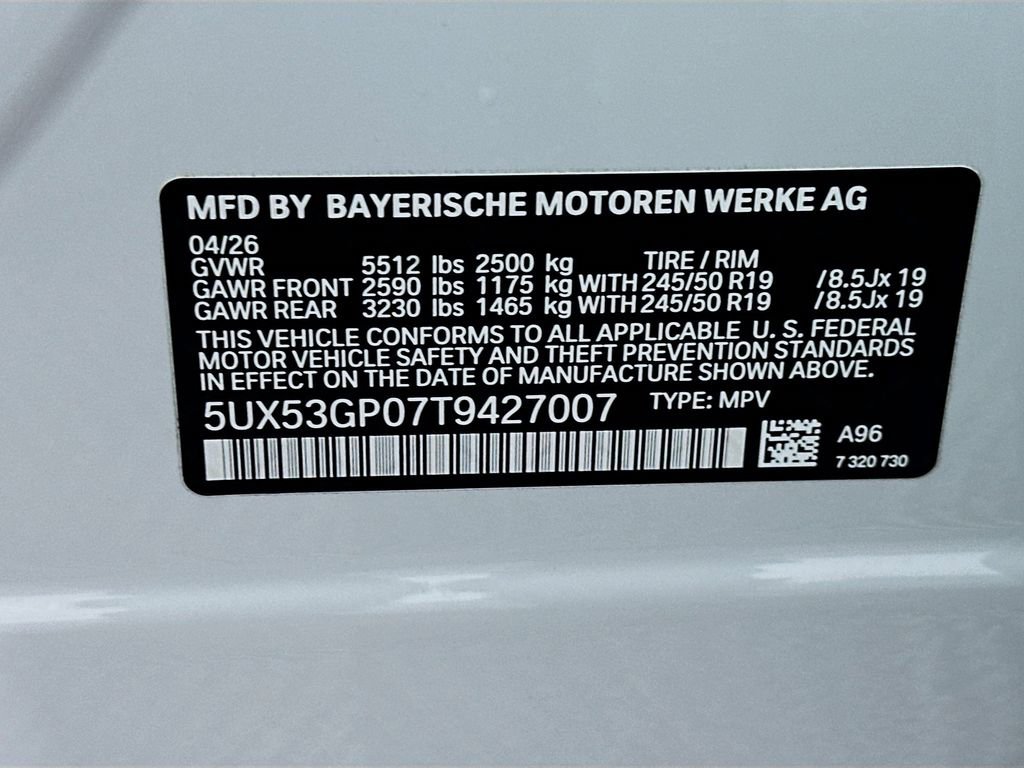 MFD BY BAYERISCHE MOTOREN WERKE AG
04/26
GVWR 5512 lbs 2500 kg TIRE / RIM
GAWR FRONT 2590 lbs 1175 kg WITH 245/50 R19 /8.5Jx 19
GAWR REAR 3230 lbs 1465 kg WITH 245/50 R19 /8.5Jx 19
THIS VEHICLE CONFORMS TO ALL APPLICABLE U. S. FEDERAL
MOTOR VEHICLE SAFETY AND THEFT PREVENTION STANDARDS
IN EFFECT ON THE DATE OF MANUFACTURE SHOWN ABOVE.
5UX53GP07T9427007 TYPE: MPV
A96
7 320 730